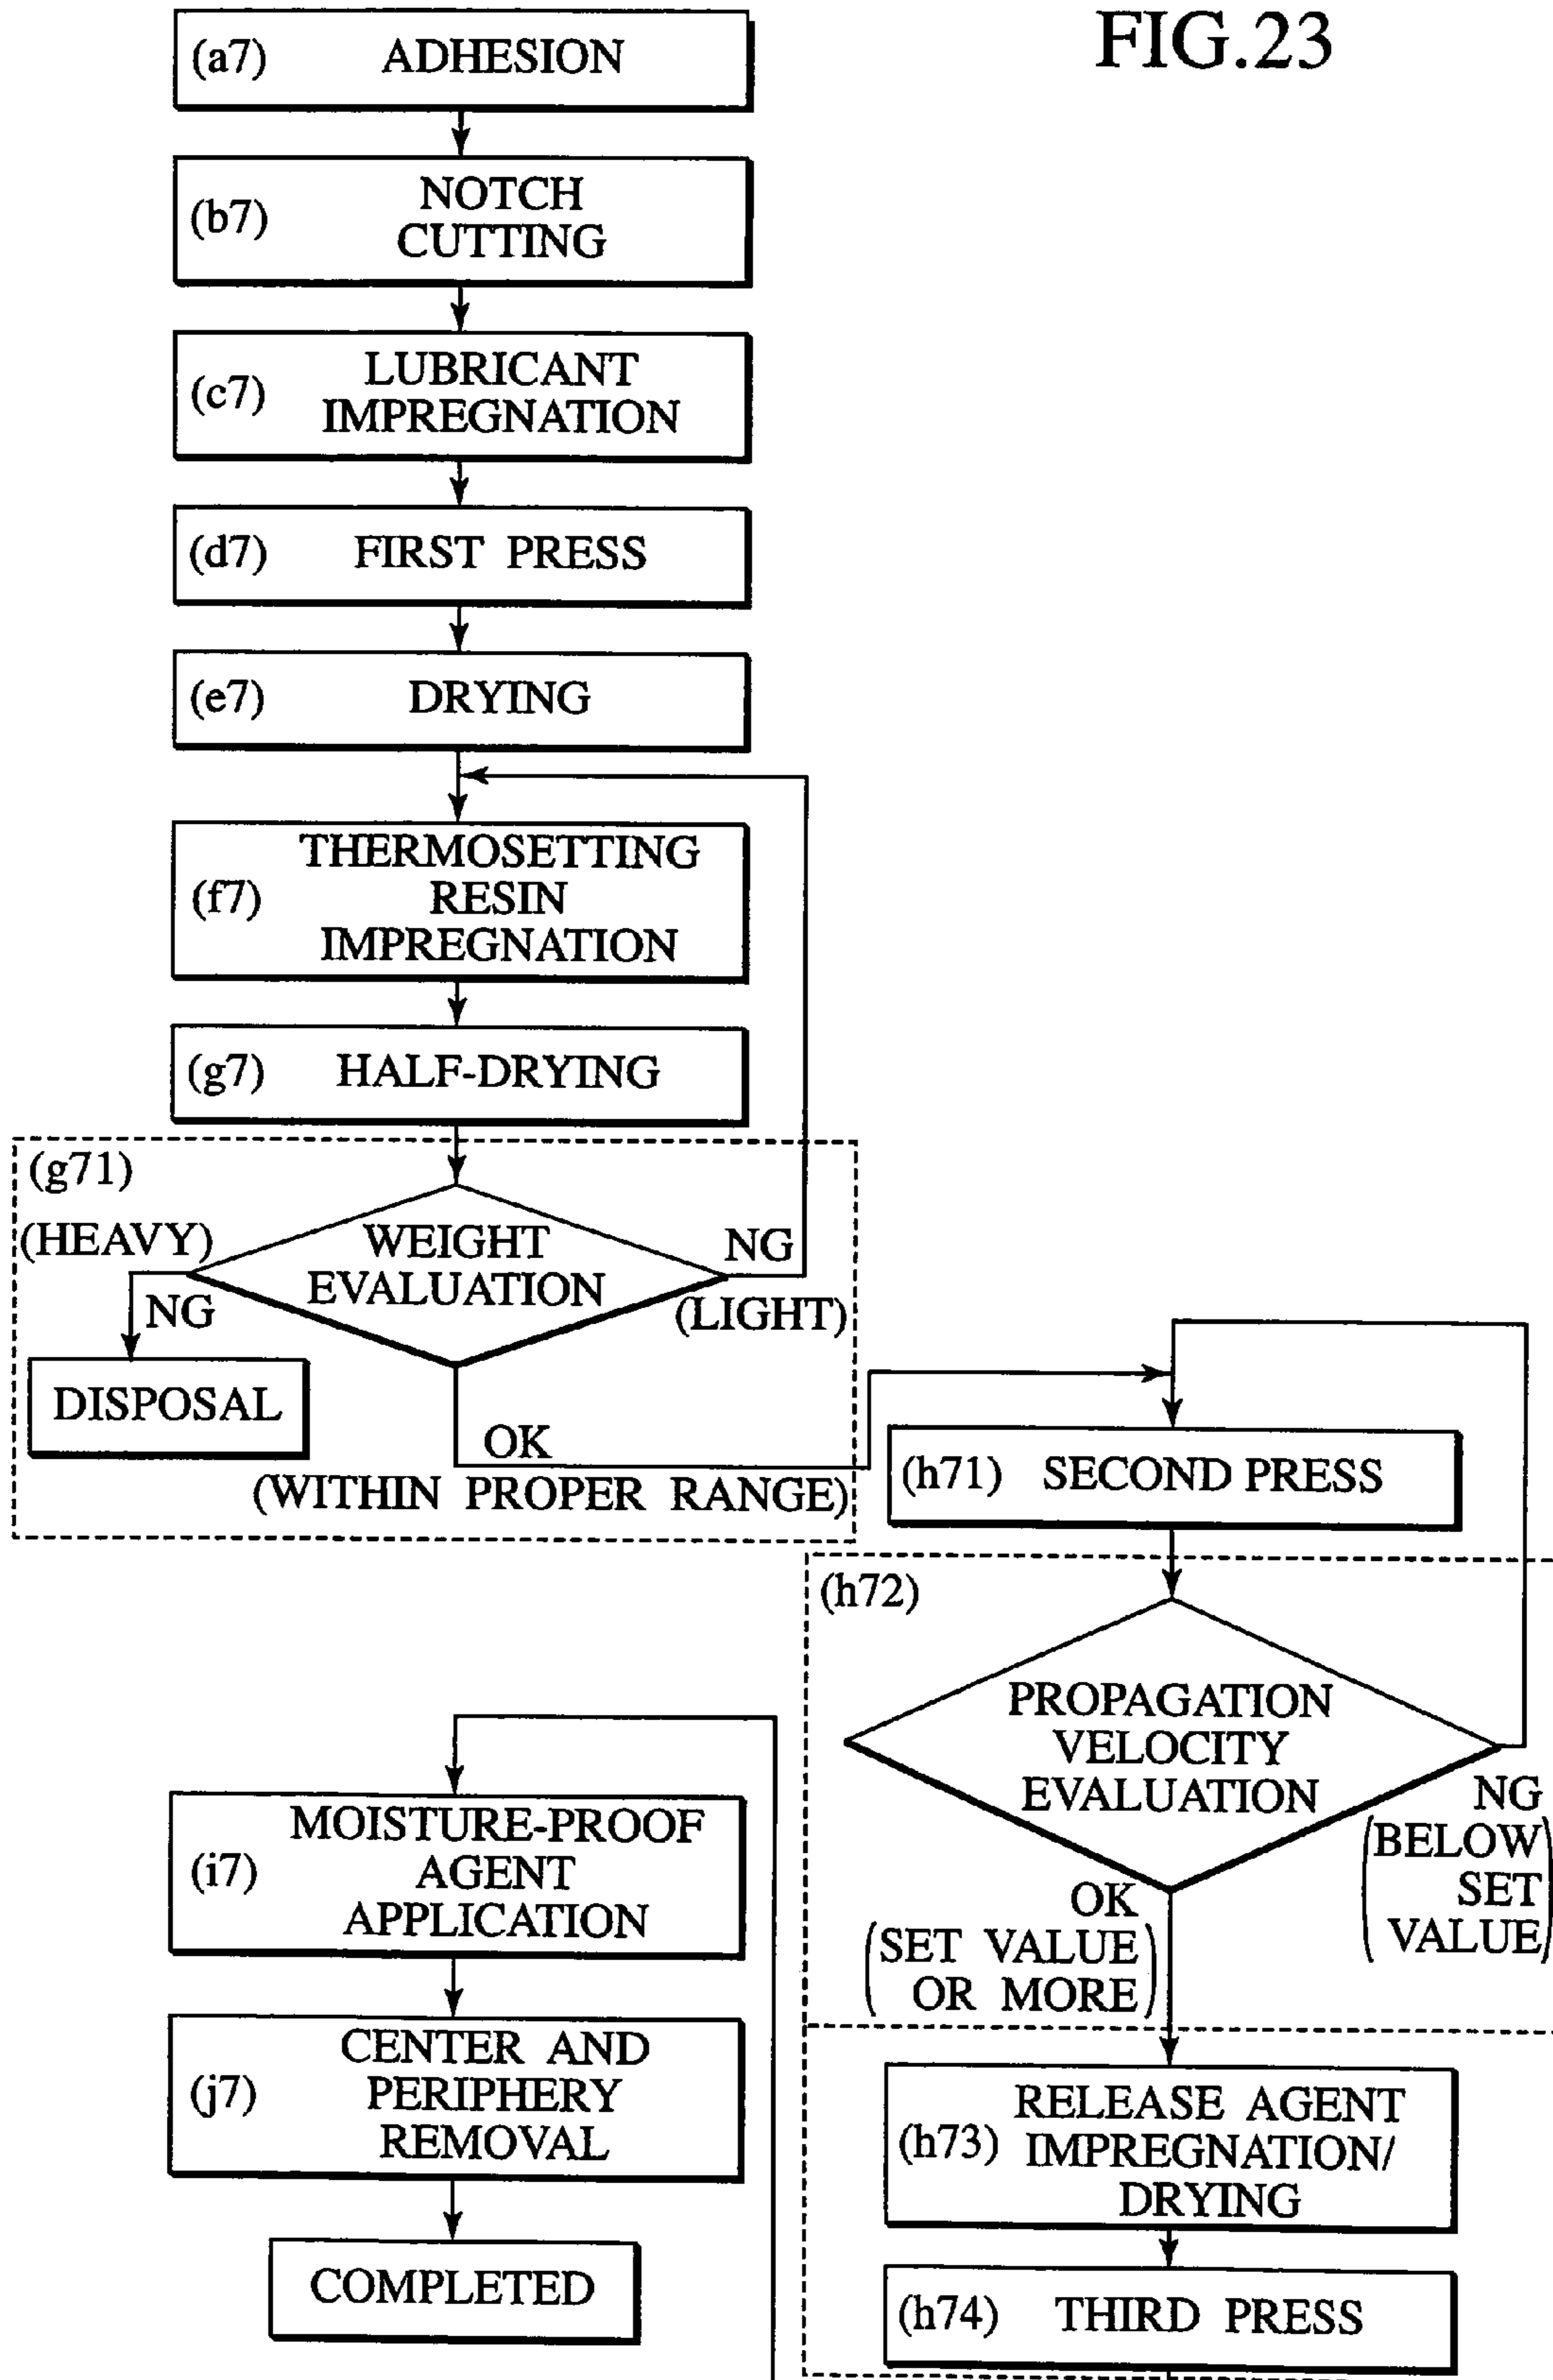 FIG.23
(a7) ADHESION
(b7) NOTCH
CUTTING
(c7) LUBRICANT
IMPREGNATION
(d7) FIRST PRESS
(e7) DRYING
(f7) THERMOSETTING
RESIN
IMPREGNATION
(g7) HALF-DRYING
(g71)
(HEAVY)
NG
WEIGHT
EVALUATION
NG
(LIGHT)
DISPOSAL
OK
(WITHIN PROPER RANGE)
(h71) SECOND PRESS
(h72)
PROPAGATION
VELOCITY
EVALUATION
NG
(BELOW
SET
VALUE)
OK
(SET VALUE
OR MORE)
(h73) RELEASE AGENT
IMPREGNATION/
DRYING
(h74) THIRD PRESS
(i7) MOISTURE-PROOF
AGENT
APPLICATION
(j7) CENTER AND
PERIPHERY
REMOVAL
COMPLETED